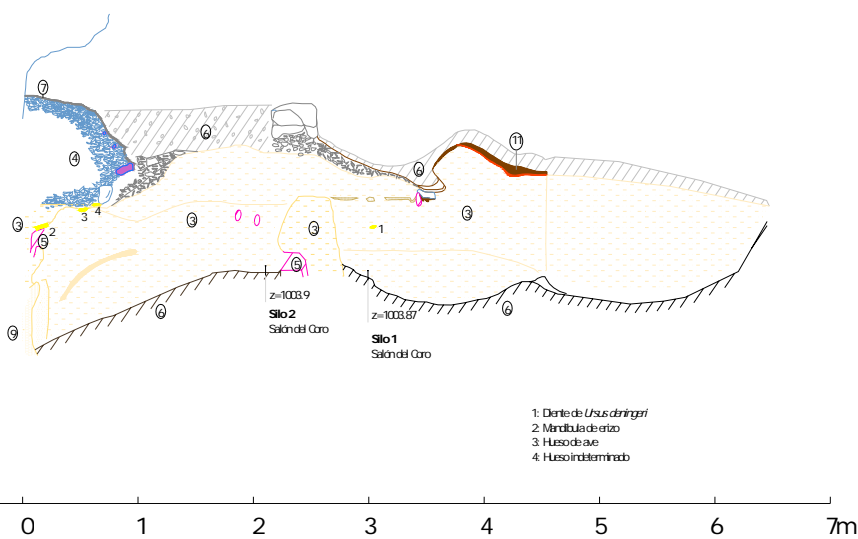 7
6
4
11
6
4
3
3
3
2
5
3
3
1
3
5
z=1003.9
Silo 2
Salón del Coro
z=1003.87
Silo 1
Salón del Coro
6
6
9
1: Diente de Ursus deningeri
2: Mandíbula de erizo
3: Hueso de ave
4: Hueso indeterminado
0 1 2 3 4 5 6 7m